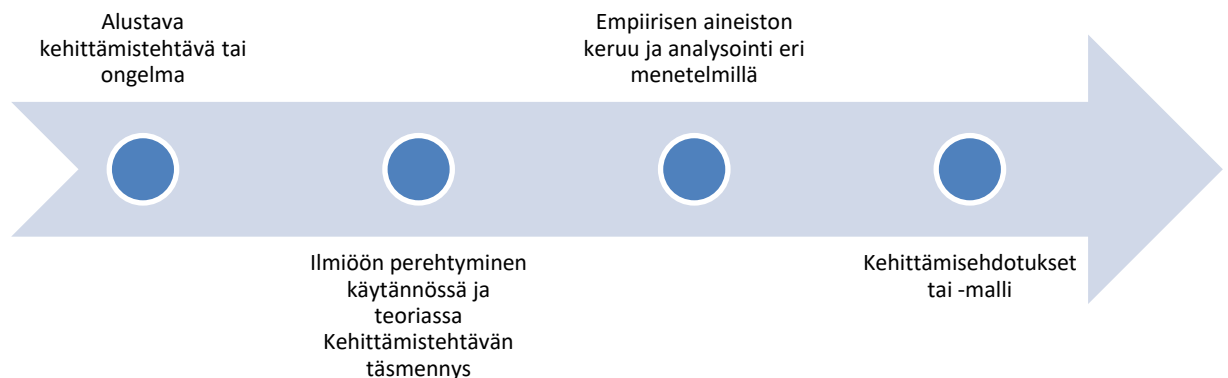 Alustava
kehittämistehtävä tai
ongelma
Ilmiöön perehtyminen
käytännössä ja
teoriassa
Kehittämistehtävän
täsmennys
Empiirisen aineiston
keruu ja analysointi eri
menetelmillä
Kehittämisehdotukset
tai -malli